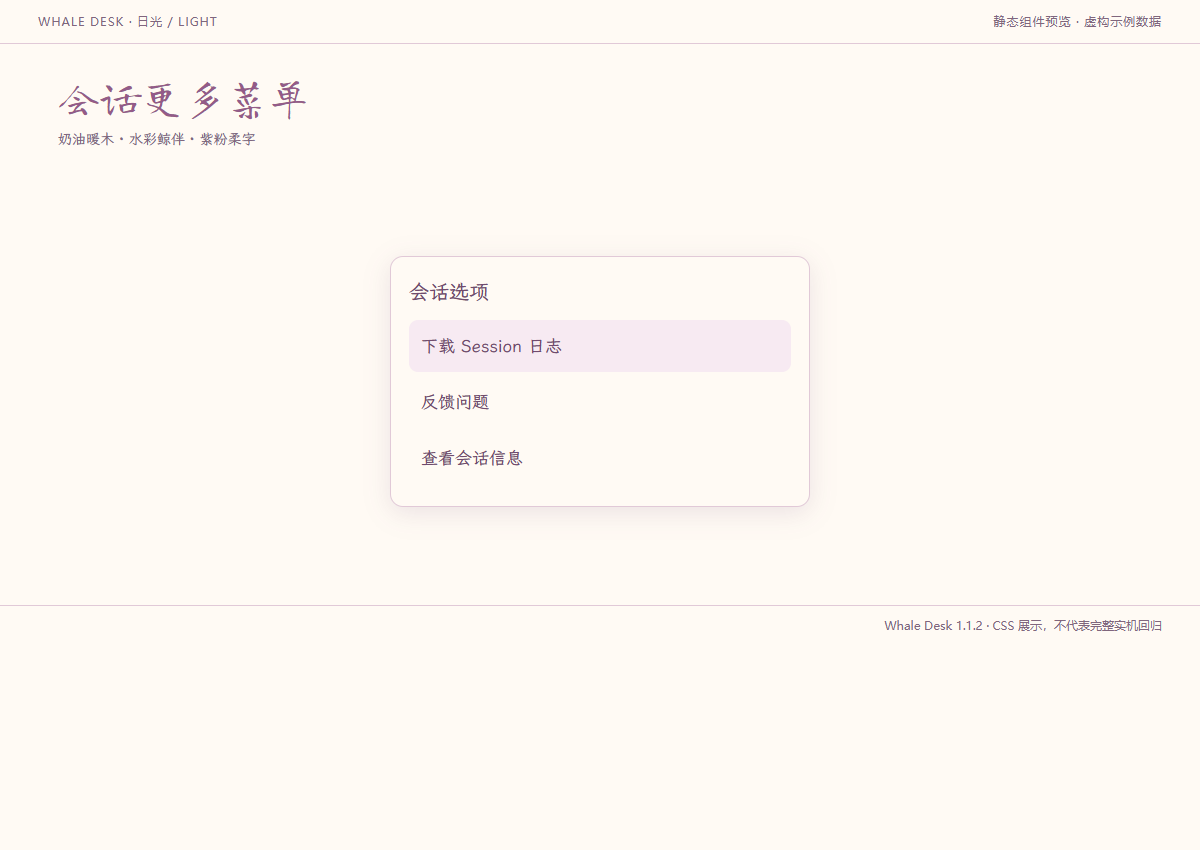 WHALE DESK · 日光 / LIGHT
静态组件预览 · 虚构示例数据
会话更多菜单
奶油暖木 · 水彩鲸伴 · 紫粉柔字
会话选项
下载 Session 日志
反馈问题
查看会话信息
Whale Desk 1.1.2 · CSS 展示，不代表完整实机回归